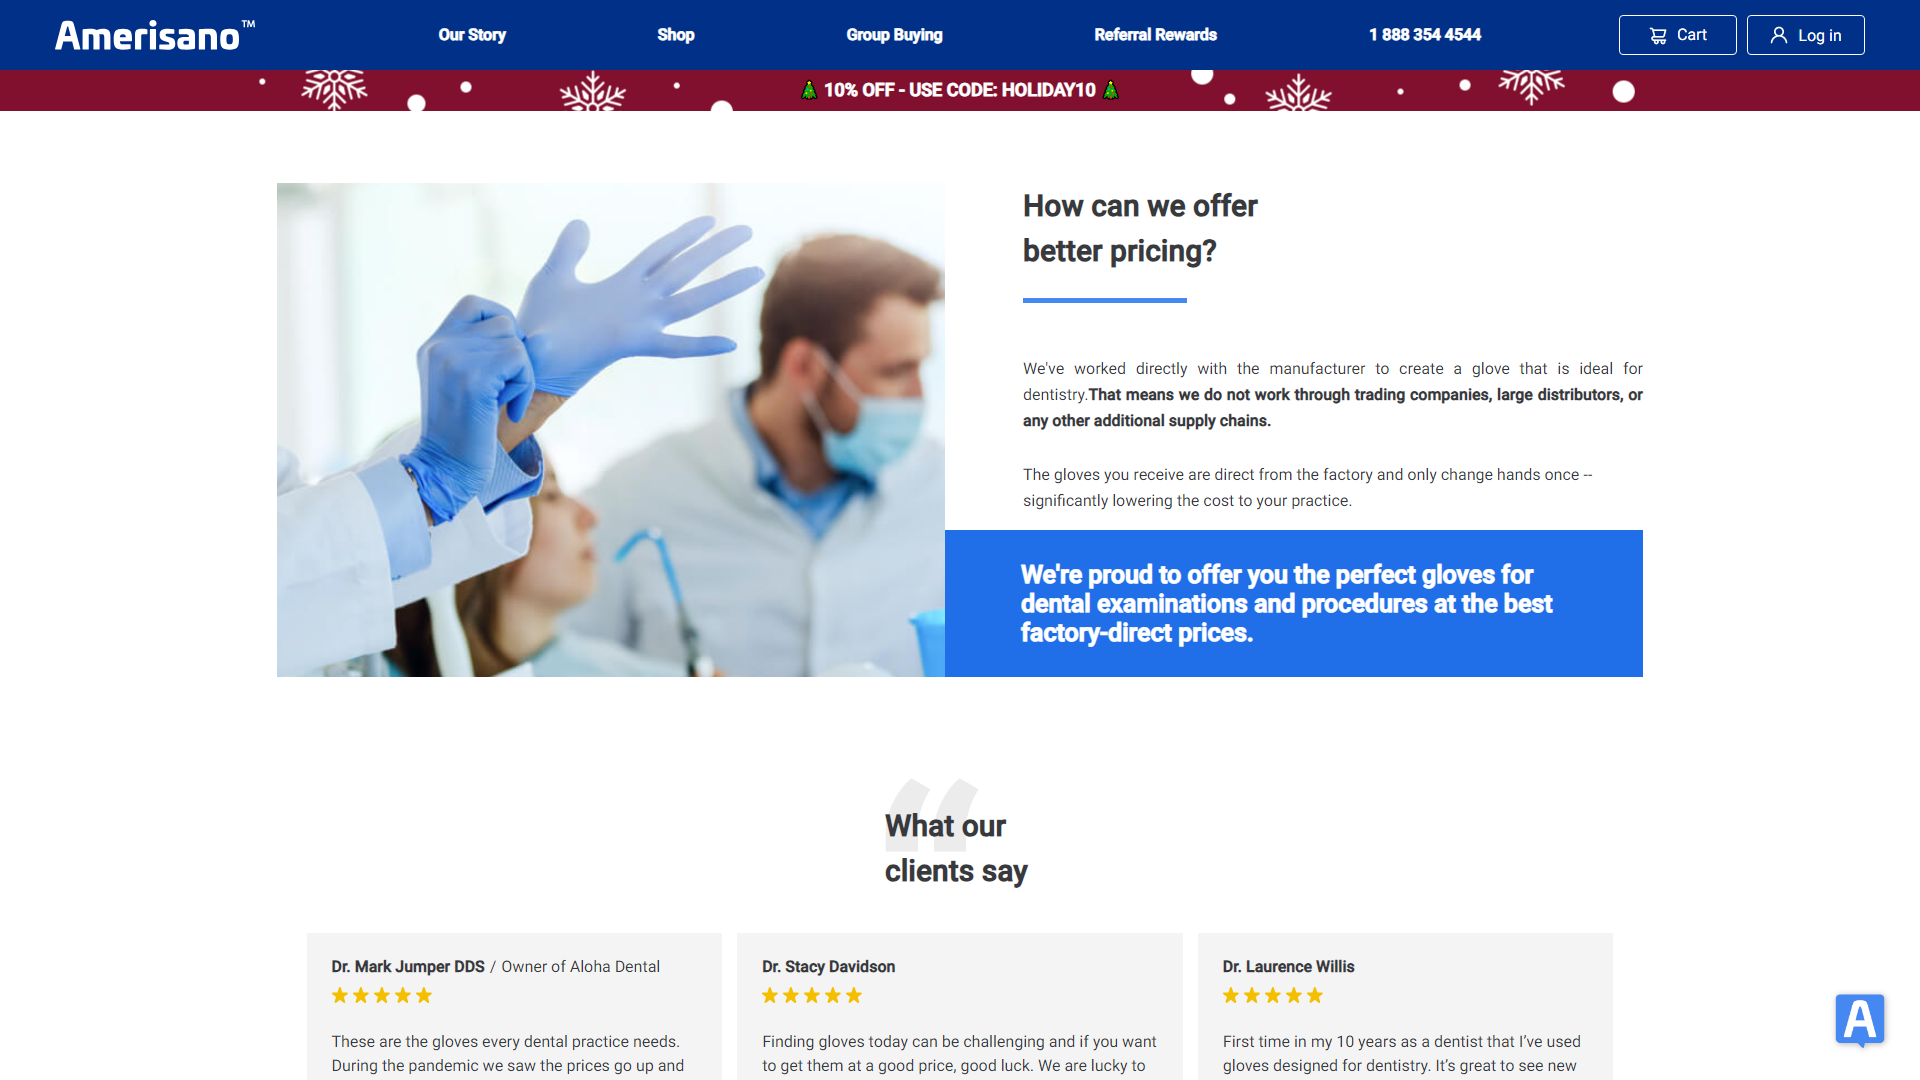 Amerisano™
Our Story
Shop
Group Buying
Referral Rewards
1 888 354 4544
Cart
Log in
🎄 10% OFF - USE CODE: HOLIDAY10 🎄
How can we offer
better pricing?
We've worked directly with the manufacturer to create a glove that is ideal for
dentistry.That means we do not work through trading companies, large distributors, or
any other additional supply chains.
The gloves you receive are direct from the factory and only change hands once --
significantly lowering the cost to your practice.
We're proud to offer you the perfect gloves for
dental examinations and procedures at the best
factory-direct prices.
“
What our
clients say
Dr. Mark Jumper DDS / Owner of Aloha Dental
These are the gloves every dental practice needs.
During the pandemic we saw the prices go up and
Dr. Stacy Davidson
Finding gloves today can be challenging and if you want
to get them at a good price, good luck. We are lucky to
Dr. Laurence Willis
First time in my 10 years as a dentist that I’ve used
gloves designed for dentistry. It’s great to see new
A